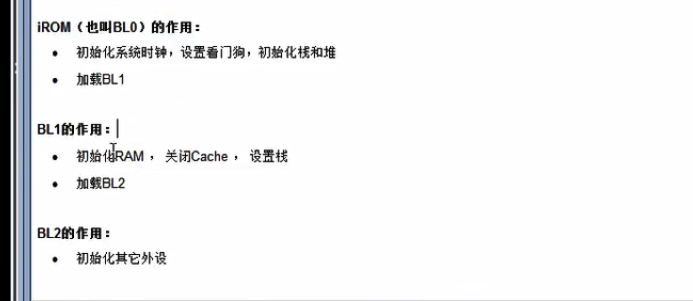 iROM（也叫BL0）的作用：
• 初始化系统时钟，设置看门狗，初始化栈和堆
• 加载BL1
BL1的作用：
• 初始化RAM ， 关闭Cache ， 设置栈
• 加载BL2
BL2的作用：
• 初始化其它外设